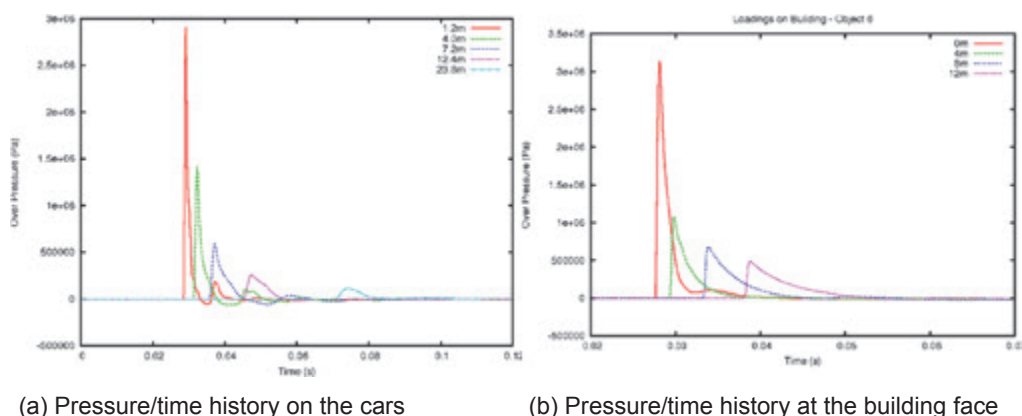 Loadings on Building - Object 6
3e+06
2.5e+06
2e+06
1.5e+06
1e+06
500000
0
-500000
Over Pressure (Pa)
0
0.02
0.04
0.06
0.08
0.1
0.12
Time (s)
1.2m
4.0m
7.2m
12.4m
23.8m
3.5e+06
3e+06
2.5e+06
2e+06
1.5e+06
1e+06
500000
0
-500000
Over Pressure (Pa)
0.02
0.03
0.04
0.05
0.06
Time (s)
0m
4m
8m
12m
(a) Pressure/time history on the cars
(b) Pressure/time history at the building face